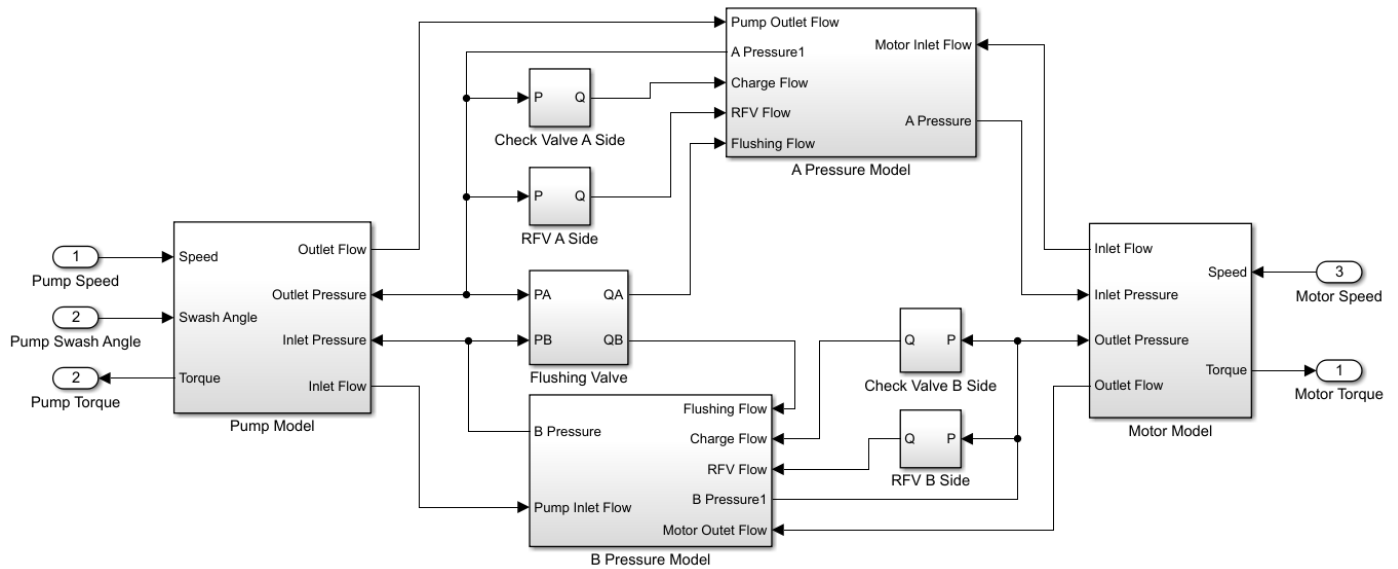 Pump Outlet Flow
A Pressure1
Charge Flow
RFV Flow
Flushing Flow
Motor Inlet Flow
A Pressure
A Pressure Model
P Q
Check Valve A Side
P Q
RFV A Side
1
Pump Speed
2
Pump Swash Angle
2
Pump Torque
Speed
Swash Angle
Torque
Outlet Flow
Outlet Pressure
Inlet Pressure
Inlet Flow
Pump Model
PA QA
PB QB
Flushing Valve
Q P
Check Valve B Side
Q P
RFV B Side
B Pressure
Pump Inlet Flow
Flushing Flow
Charge Flow
RFV Flow
B Pressure1
Motor Outet Flow
B Pressure Model
Inlet Flow
Inlet Pressure
Outlet Pressure
Outlet Flow
Speed
Torque
Motor Model
3
Motor Speed
1
Motor Torque